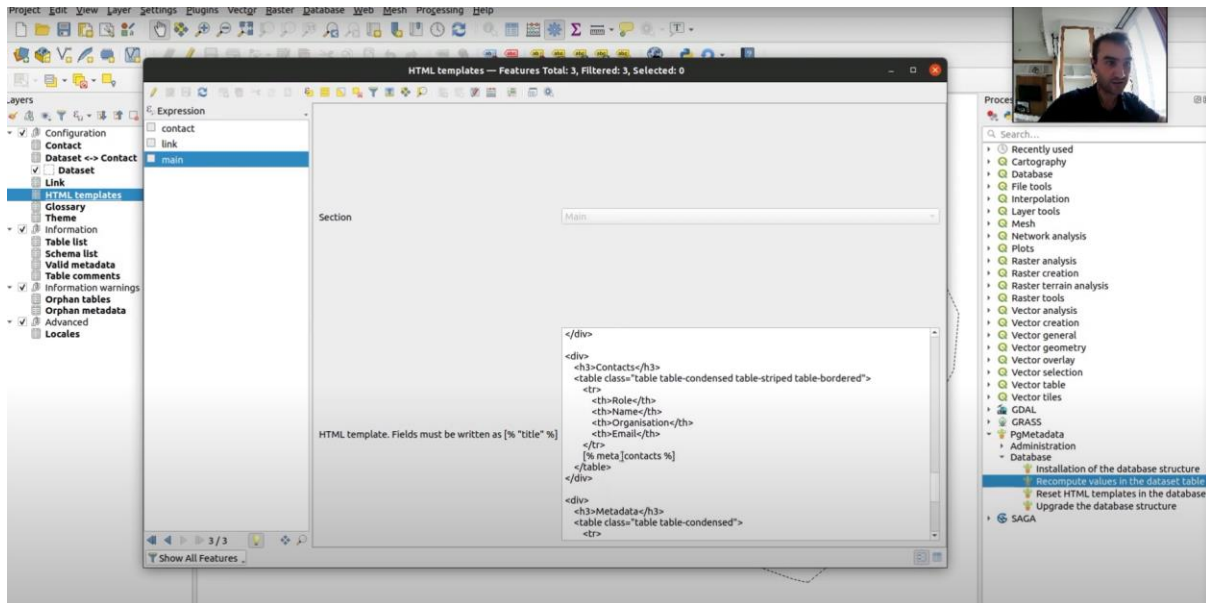 Project Edit View Layer Settings Plugins Vector Raster Database Web Mesh Processing Help
HTML templates — Features Total: 3, Filtered: 3, Selected: 0
Layers
Configuration
Contact
Dataset <-> Contact
Dataset
Link
HTML templates
Glossary
Theme
Information
Table list
Schema list
Valid metadata
Table comments
Information warnings
Orphan tables
Orphan metadata
Advanced
Locales
Expression
contact
link
main
Section
Main
HTML template. Fields must be written as [% "title" %]
</div>
<div>
<h3>Contacts</h3>
<table class="table table-condensed table-striped table-bordered">
<tr>
<th>Role</th>
<th>Name</th>
<th>Organisation</th>
<th>Email</th>
</tr>
[% meta_contacts %]
</table>
</div>
<div>
<h3>Metadata</h3>
<table class="table table-condensed">
<tr>
3/3
Show All Features
Search...
Recently used
Cartography
Database
File tools
Interpolation
Layer tools
Mesh
Network analysis
Plots
Raster analysis
Raster creation
Raster terrain analysis
Raster tools
Vector analysis
Vector creation
Vector general
Vector geometry
Vector overlay
Vector selection
Vector table
Vector tiles
GDAL
GRASS
PgMetadata
Administration
Database
Installation of the database structure
Recompute values in the dataset table
Reset HTML templates in the database
Upgrade the database structure
SAGA